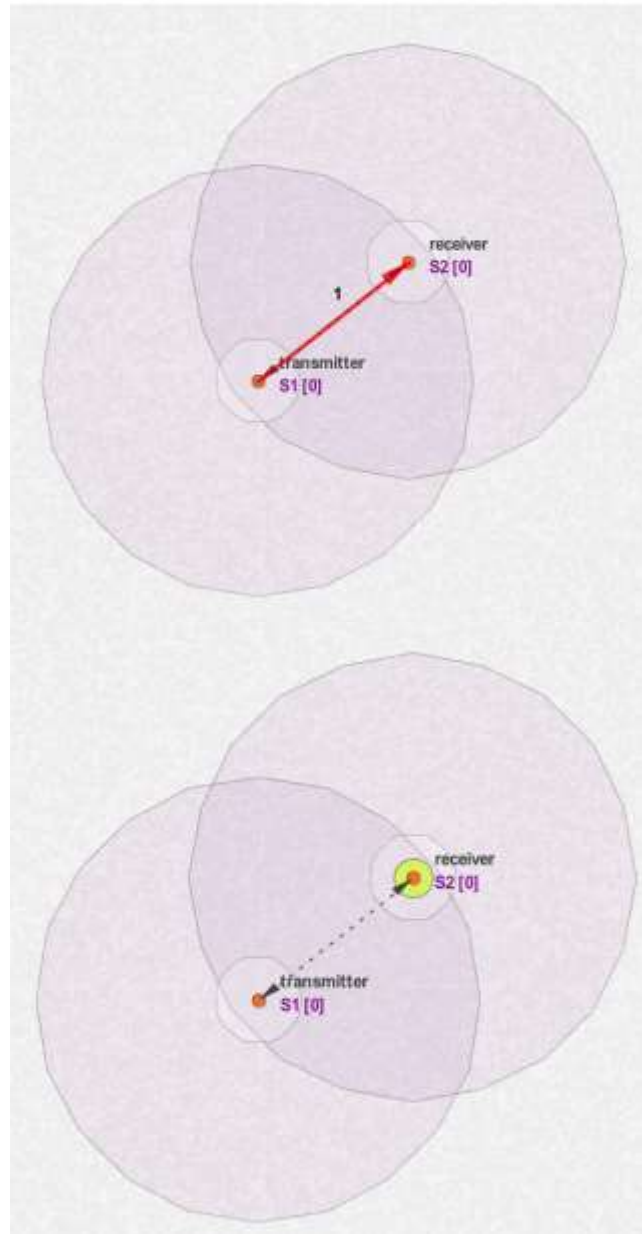 receiver
S2 [0]
1
transmitter
S1 [0]
receiver
S2 [0]
transmitter
S1 [0]